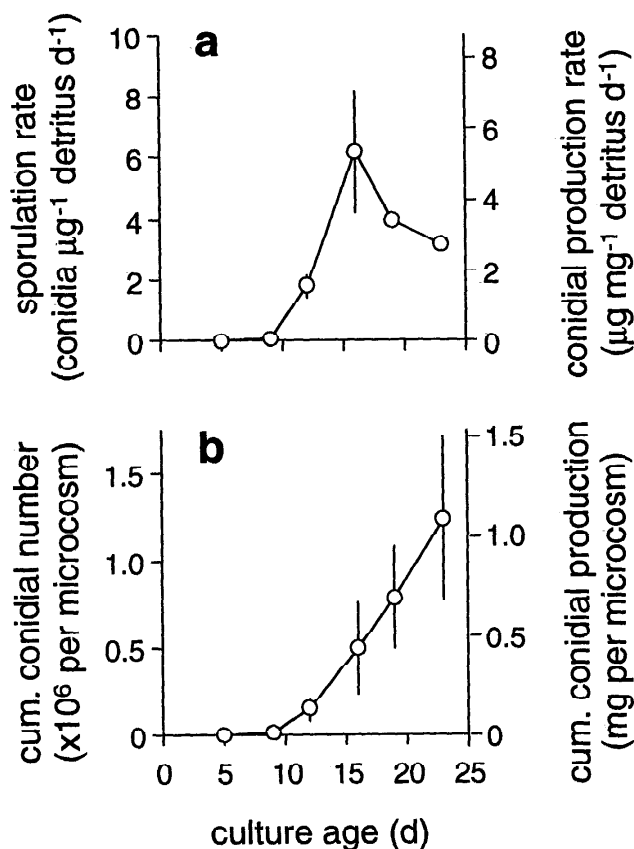 a
sporulation rate
(conidia µg⁻¹ detritus d⁻¹)
10
8
6
4
2
0
8
6
4
2
0
conidial production rate
(µg mg⁻¹ detritus d⁻¹)
b
cum. conidial number
(x10⁶ per microcosm)
1.5
1.0
0.5
0
1.5
1.0
0.5
0
cum. conidial production
(mg per microcosm)
0 5 10 15 20 25
culture age (d)